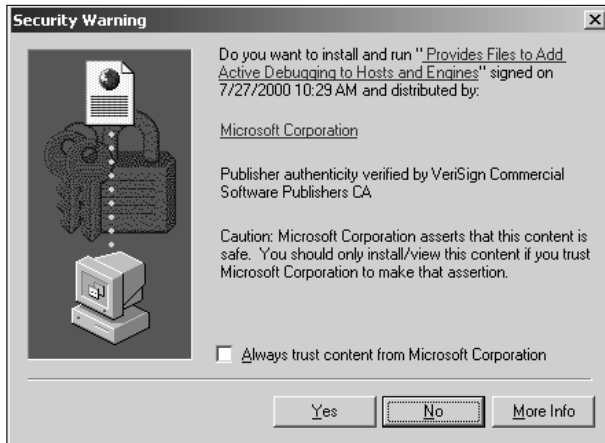 Security Warning
Do you want to install and run " Provides Files to Add
Active Debugging to Hosts and Engines" signed on
7/27/2000 10:29 AM and distributed by:
Microsoft Corporation
Publisher authenticity verified by VeriSign Commercial
Software Publishers CA
Caution: Microsoft Corporation asserts that this content is
safe. You should only install/view this content if you trust
Microsoft Corporation to make that assertion.
Always trust content from Microsoft Corporation
Yes
No
More Info